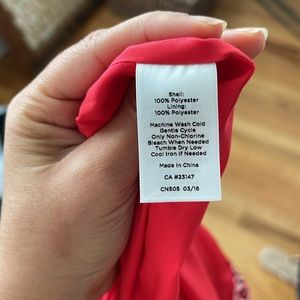 Shell:
100% Polyester
Lining:
100% Polyester
Machine Wash Cold
Gentle Cycle
Only Non-Chlorine
Bleach When Needed
Tumble Dry Low
Cool Iron If Needed
Made In China
CA #23147
CN508 03/16